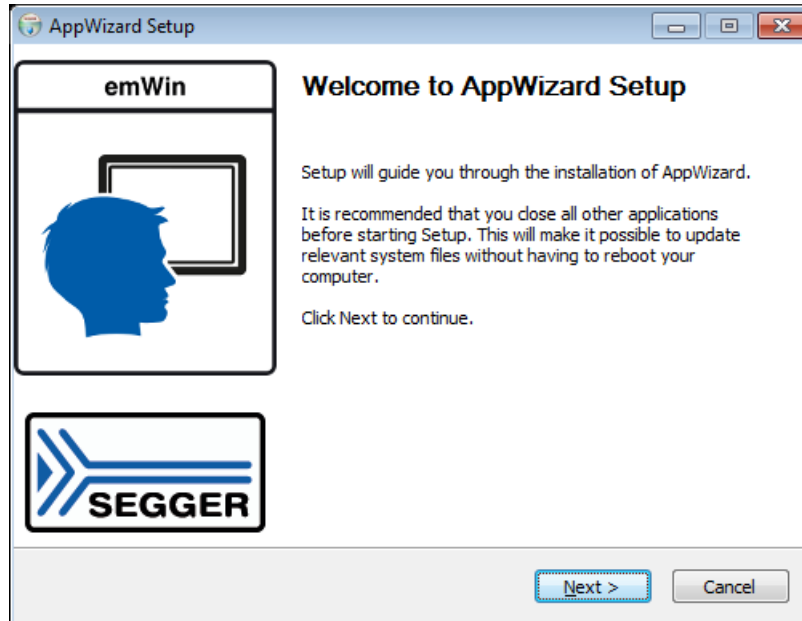 AppWizard Setup
emWin
Welcome to AppWizard Setup
Setup will guide you through the installation of AppWizard.
It is recommended that you close all other applications
before starting Setup. This will make it possible to update
relevant system files without having to reboot your
computer.
Click Next to continue.
SEGGER
Next >
Cancel